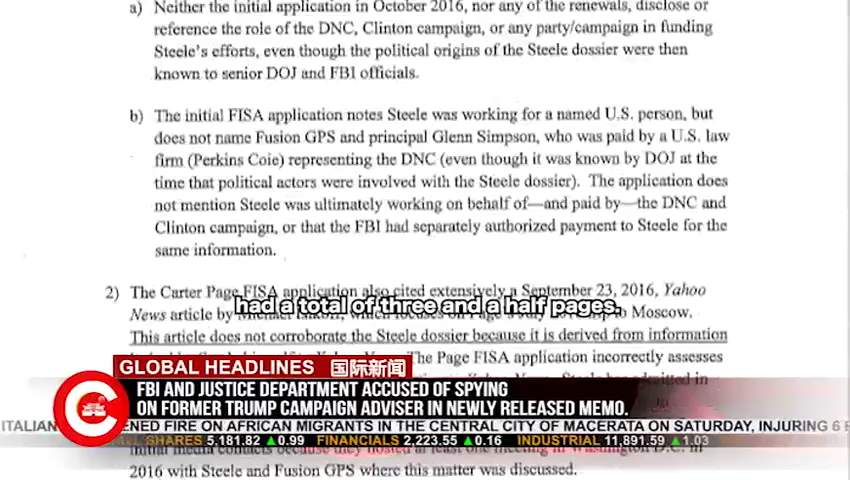 a) Neither the initial application in October 2016, nor any of the renewals, disclose or
reference the role of the DNC, Clinton campaign, or any party/campaign in funding
Steele's efforts, even though the political origins of the Steele dossier were then
known to senior DOJ and FBI officials.
b) The initial FISA application notes Steele was working for a named U.S. person, but
does not name Fusion GPS and principal Glenn Simpson, who was paid by a U.S. law
firm (Perkins Coie) representing the DNC (even though it was known by DOJ at the
time that political actors were involved with the Steele dossier). The application does
not mention Steele was ultimately working on behalf of—and paid by—the DNC and
Clinton campaign, or that the FBI had separately authorized payment to Steele for the
same information.
2) The Carter Page FISA application also cited extensively a September 23, 2016, Yahoo
News article by Moscow.
had a total of three and a half pages.
This article does not corroborate the Steele dossier because it is derived from information
The Page FISA application incorrectly assesses
GLOBAL HEADLINES 国际新闻
FBI AND JUSTICE DEPARTMENT ACCUSED OF SPYING
ON FORMER TRUMP CAMPAIGN ADVISER IN NEWLY RELEASED MEMO.
ITALIAN ENED FIRE ON AFRICAN MIGRANTS IN THE CENTRAL CITY OF MACERATA ON SATURDAY, INJURING 6
SHARES 5,181.82 ▲0.99 FINANCIALS 2,223.55 ▲0.16 INDUSTRIAL 11,891.59 ▲1.03
2016 with Steele and Fusion GPS where this matter was discussed.